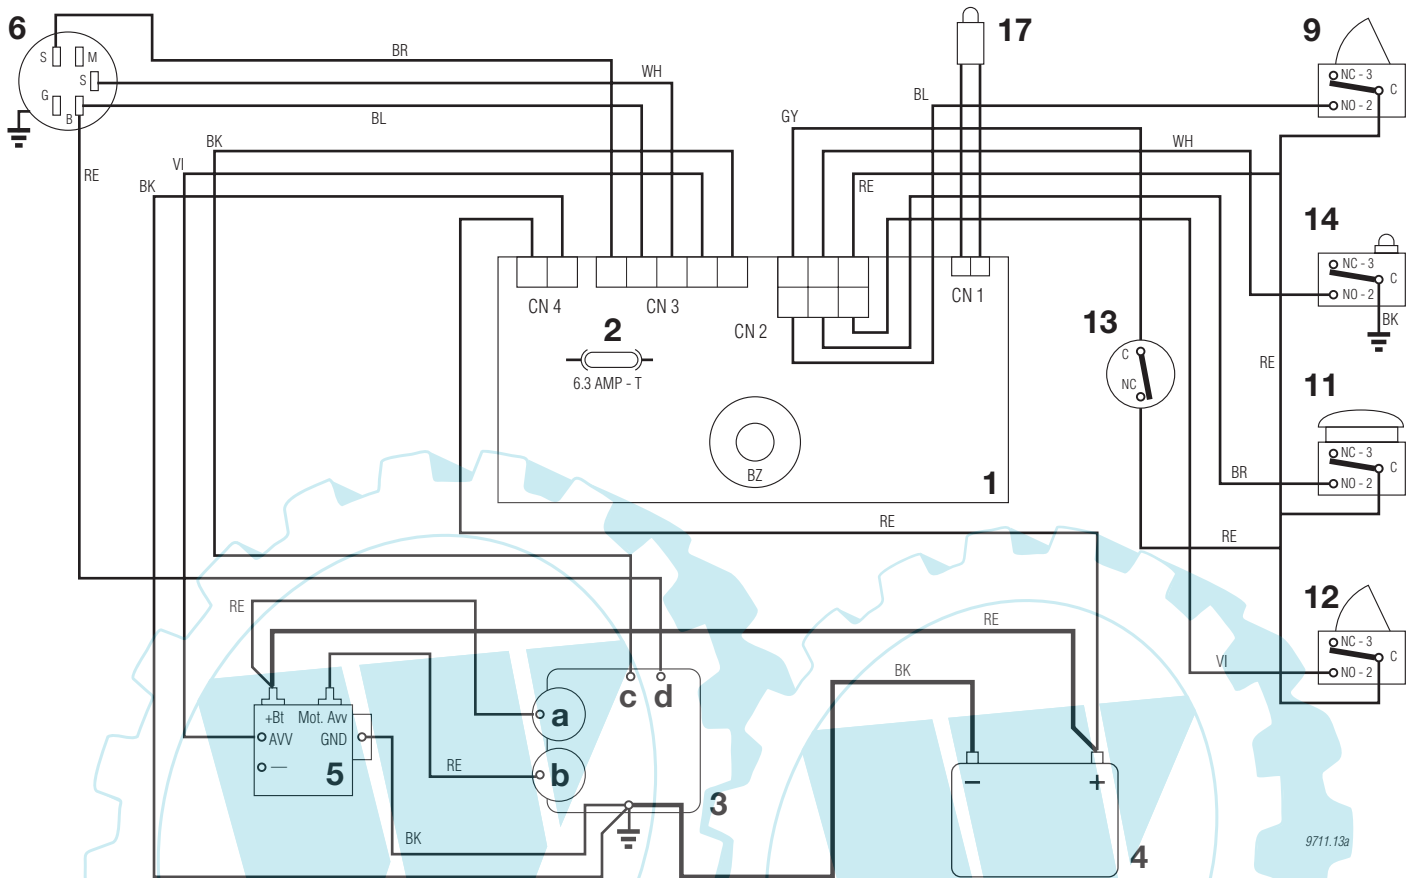 6
S
M
S
G
B
BR
WH
BL
BK
VI
BK
RE
17
BL
GY
WH
RE
9
NC - 3
C
NO - 2
14
NC - 3
C
NO - 2
BK
CN 4
CN 3
CN 2
CN 1
2
6.3 AMP - T
BZ
1
13
C
NC
RE
11
NC - 3
C
NO - 2
BR
RE
RE
12
NC - 3
C
NO - 2
VI
RE
RE
BK
+Bt
Mot. Avv
AVV
GND
—
5
RE
BK
a
b
c
d
3
−
+
4
9711.13a